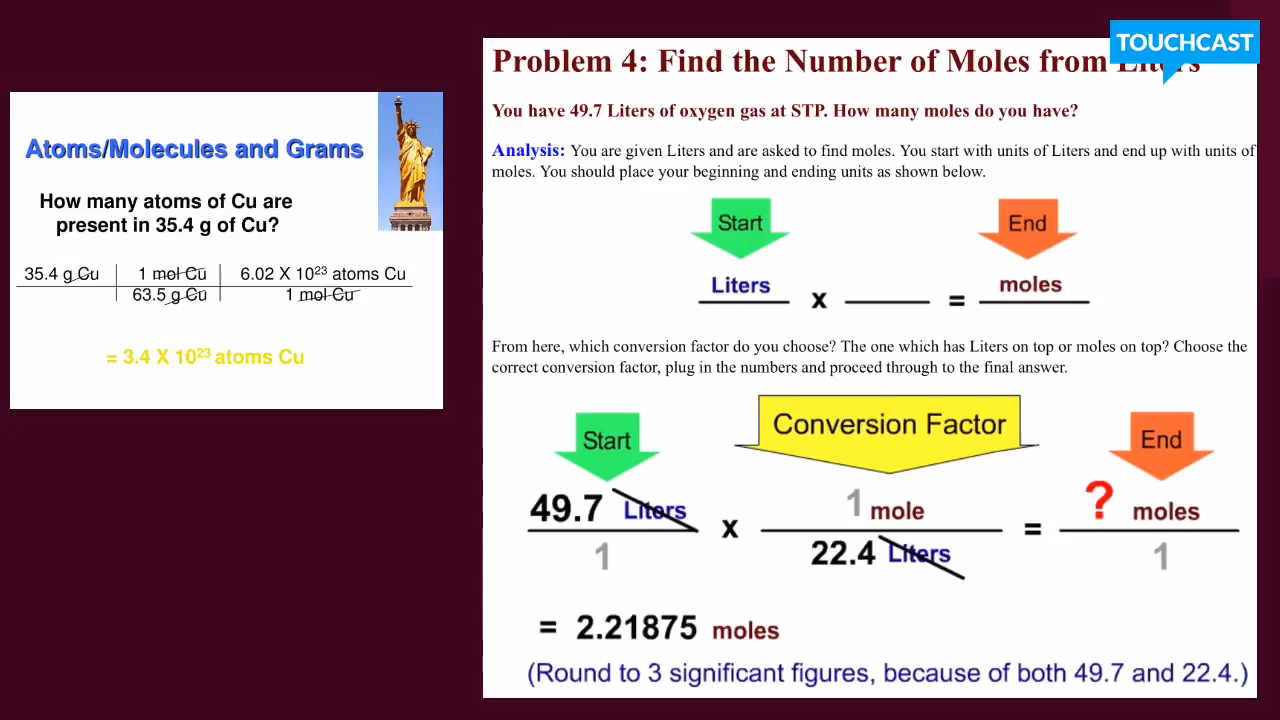 TOUCHCAST
Atoms/Molecules and Grams
How many atoms of Cu are
present in 35.4 g of Cu?
35.4 g Cu 1 mol Cu 6.02 X 10²³ atoms Cu
63.5 g Cu 1 mol Cu
= 3.4 X 10²³ atoms Cu
Problem 4: Find the Number of Moles from Liters
You have 49.7 Liters of oxygen gas at STP. How many moles do you have?
Analysis: You are given Liters and are asked to find moles. You start with units of Liters and end up with units of
moles. You should place your beginning and ending units as shown below.
Start End
Liters x = moles
From here, which conversion factor do you choose? The one which has Liters on top or moles on top? Choose the
correct conversion factor, plug in the numbers and proceed through to the final answer.
Start Conversion Factor End
49.7 Liters x 1 mole = ? moles
1 22.4 Liters 1
= 2.21875 moles
(Round to 3 significant figures, because of both 49.7 and 22.4.)